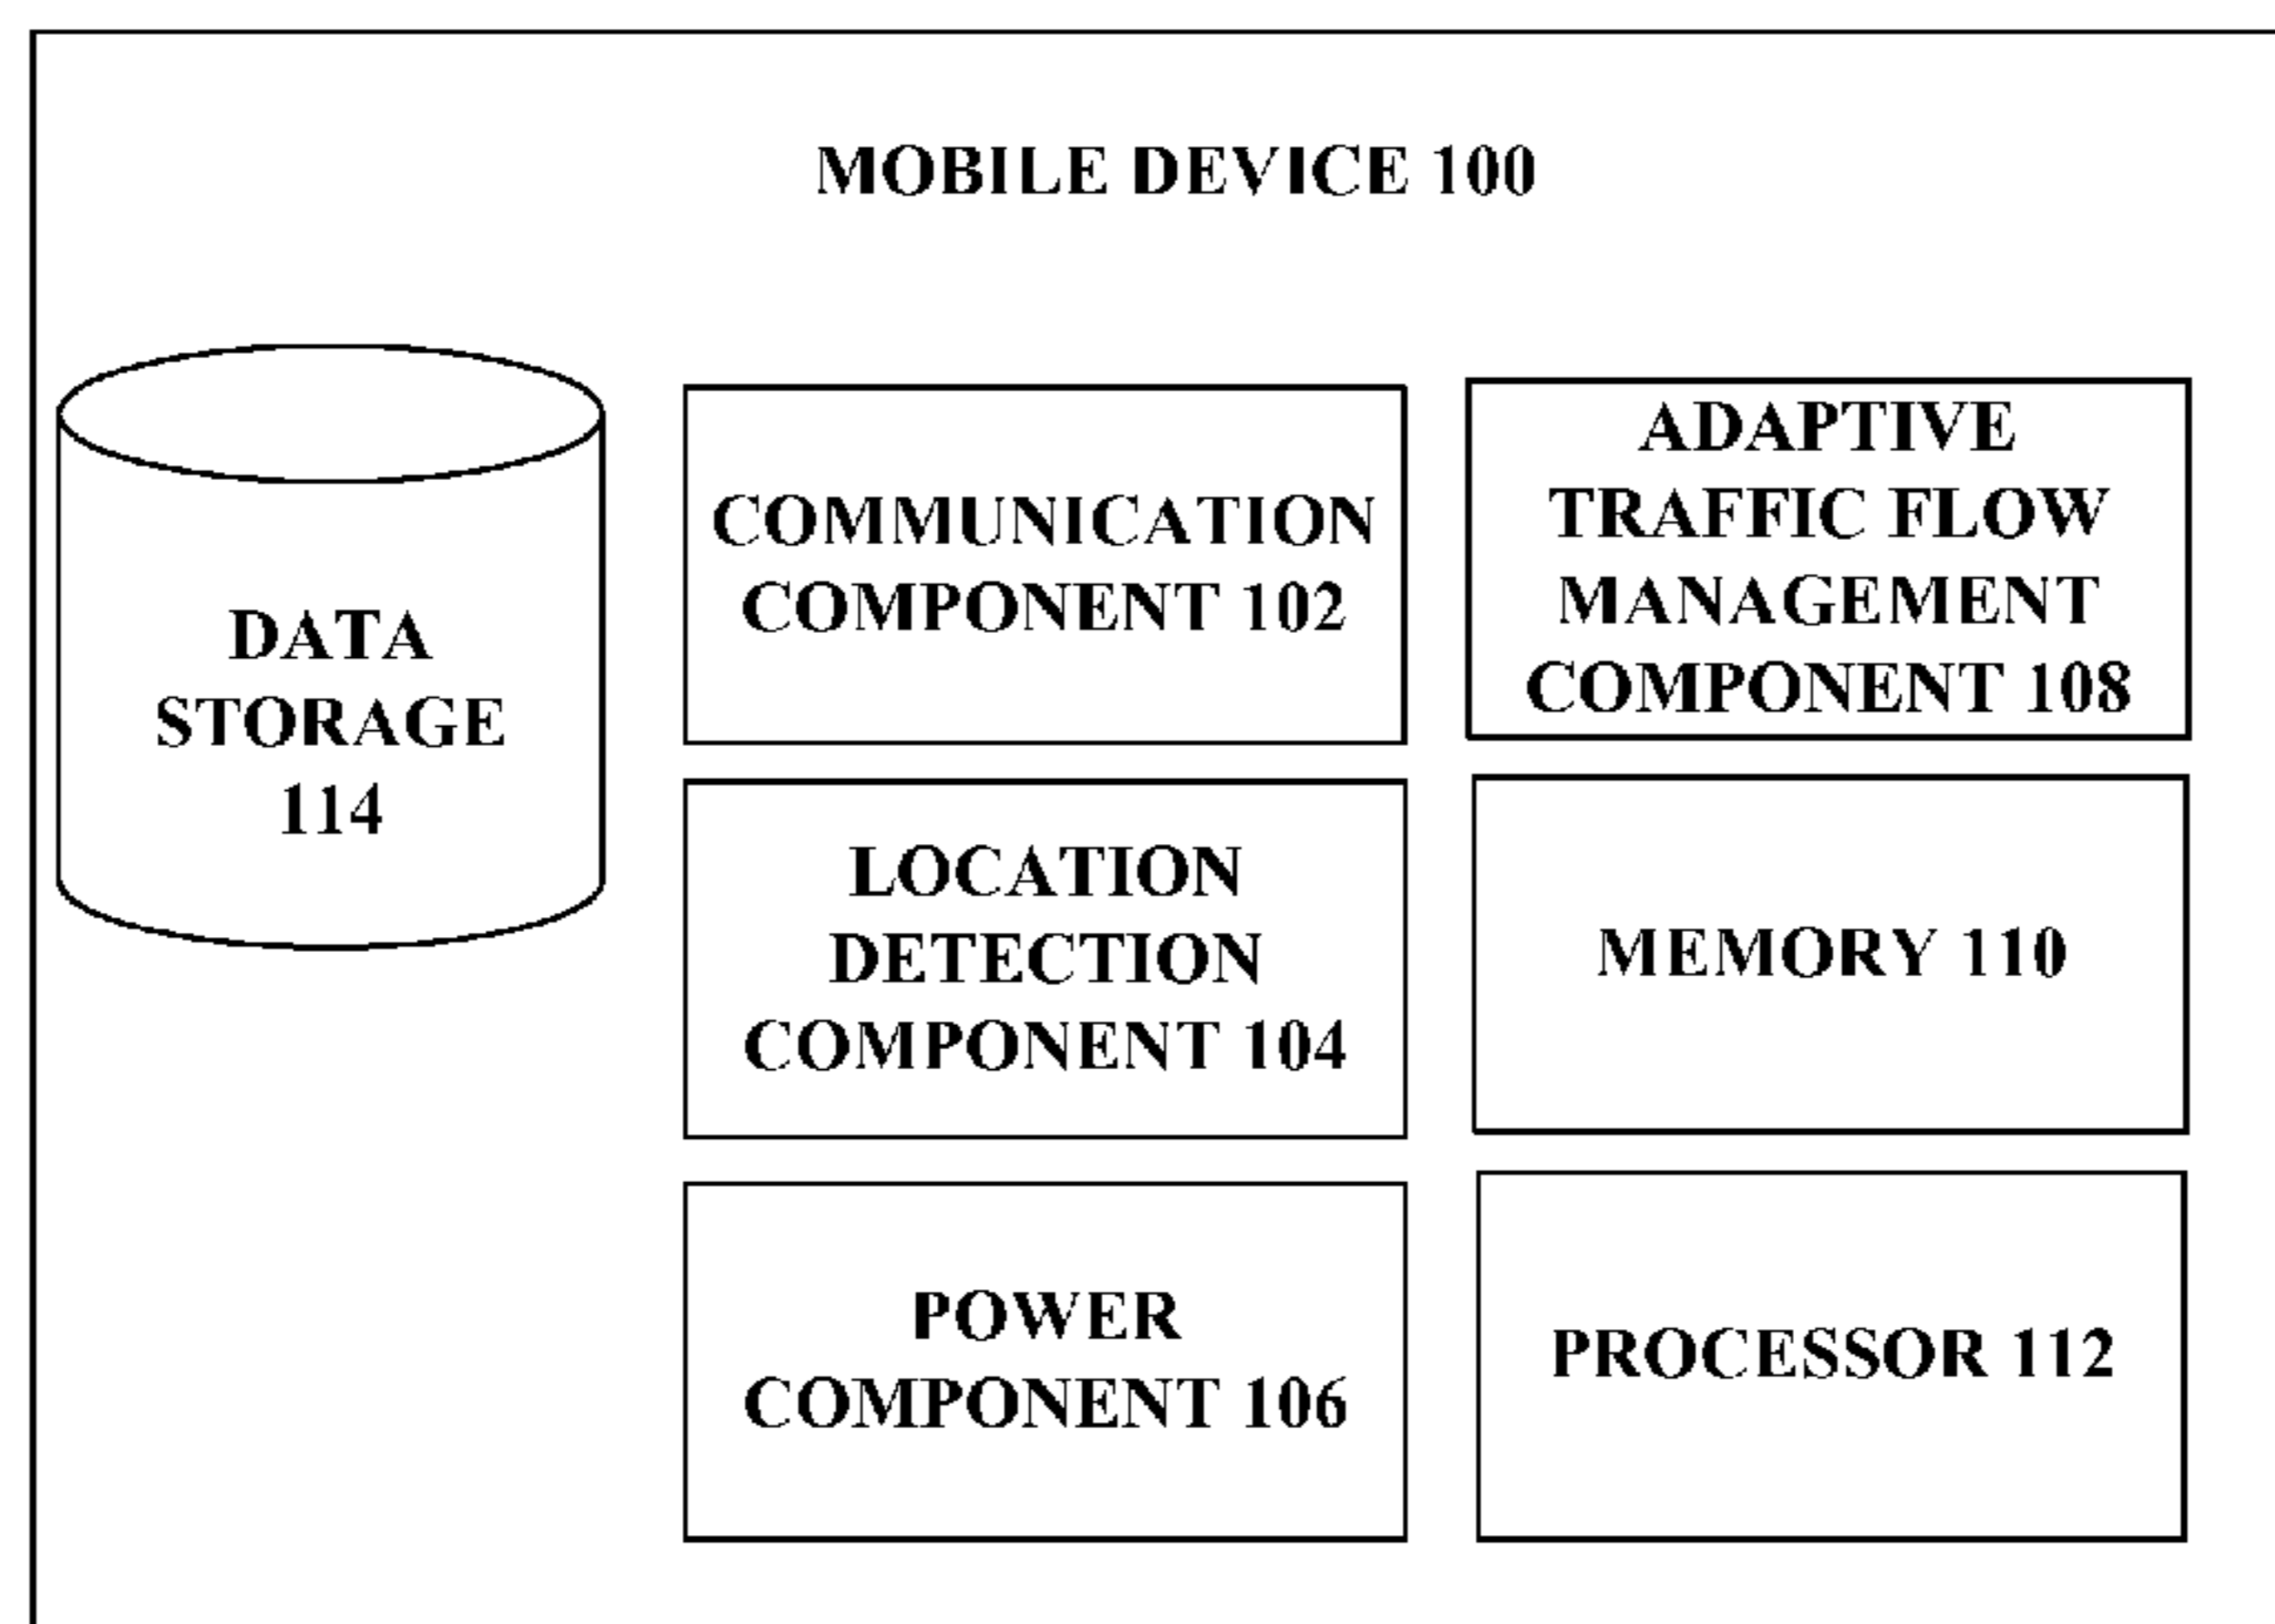 MOBILE DEVICE 100
DATA
STORAGE
114
COMMUNICATION
COMPONENT 102
LOCATION
DETECTION
COMPONENT 104
POWER
COMPONENT 106
ADAPTIVE
TRAFFIC FLOW
MANAGEMENT
COMPONENT 108
MEMORY 110
PROCESSOR 112